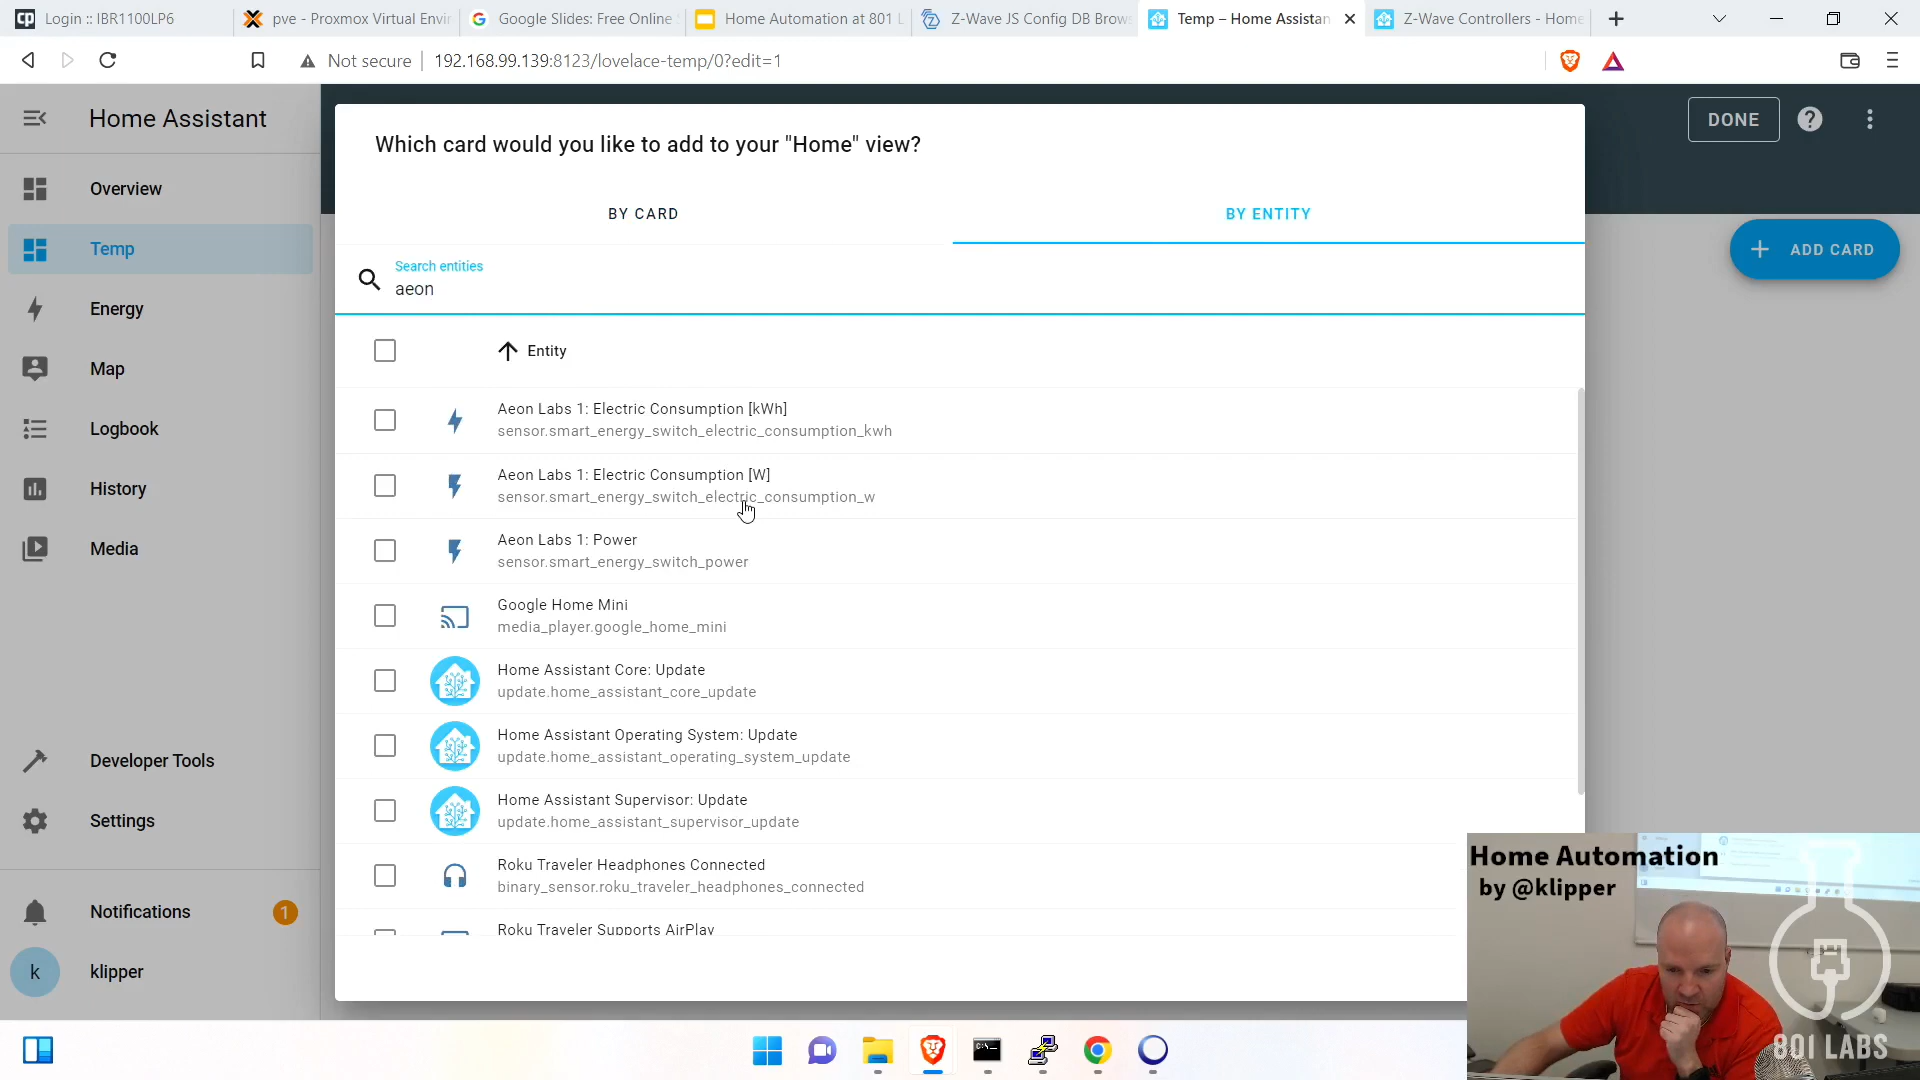 Login :: IBR1100LP6
pve - Proxmox Virtual Envir
Google Slides: Free Online
Home Automation at 801 L
Z-Wave JS Config DB Brow
Temp – Home Assistan
Z-Wave Controllers - Home
Not secure
192.168.99.139:8123/lovelace-temp/0?edit=1
Home Assistant
DONE
Overview
Temp
Energy
Map
Logbook
History
Media
Developer Tools
Settings
Notifications
1
k
klipper
ADD CARD
Which card would you like to add to your "Home" view?
BY CARD
BY ENTITY
Search entities
aeon
Entity
Aeon Labs 1: Electric Consumption [kWh]
sensor.smart_energy_switch_electric_consumption_kwh
Aeon Labs 1: Electric Consumption [W]
sensor.smart_energy_switch_electric_consumption_w
Aeon Labs 1: Power
sensor.smart_energy_switch_power
Google Home Mini
media_player.google_home_mini
Home Assistant Core: Update
update.home_assistant_core_update
Home Assistant Operating System: Update
update.home_assistant_operating_system_update
Home Assistant Supervisor: Update
update.home_assistant_supervisor_update
Roku Traveler Headphones Connected
binary_sensor.roku_traveler_headphones_connected
Roku Traveler Supports AirPlay
Home Automation
by @klipper
801 LABS